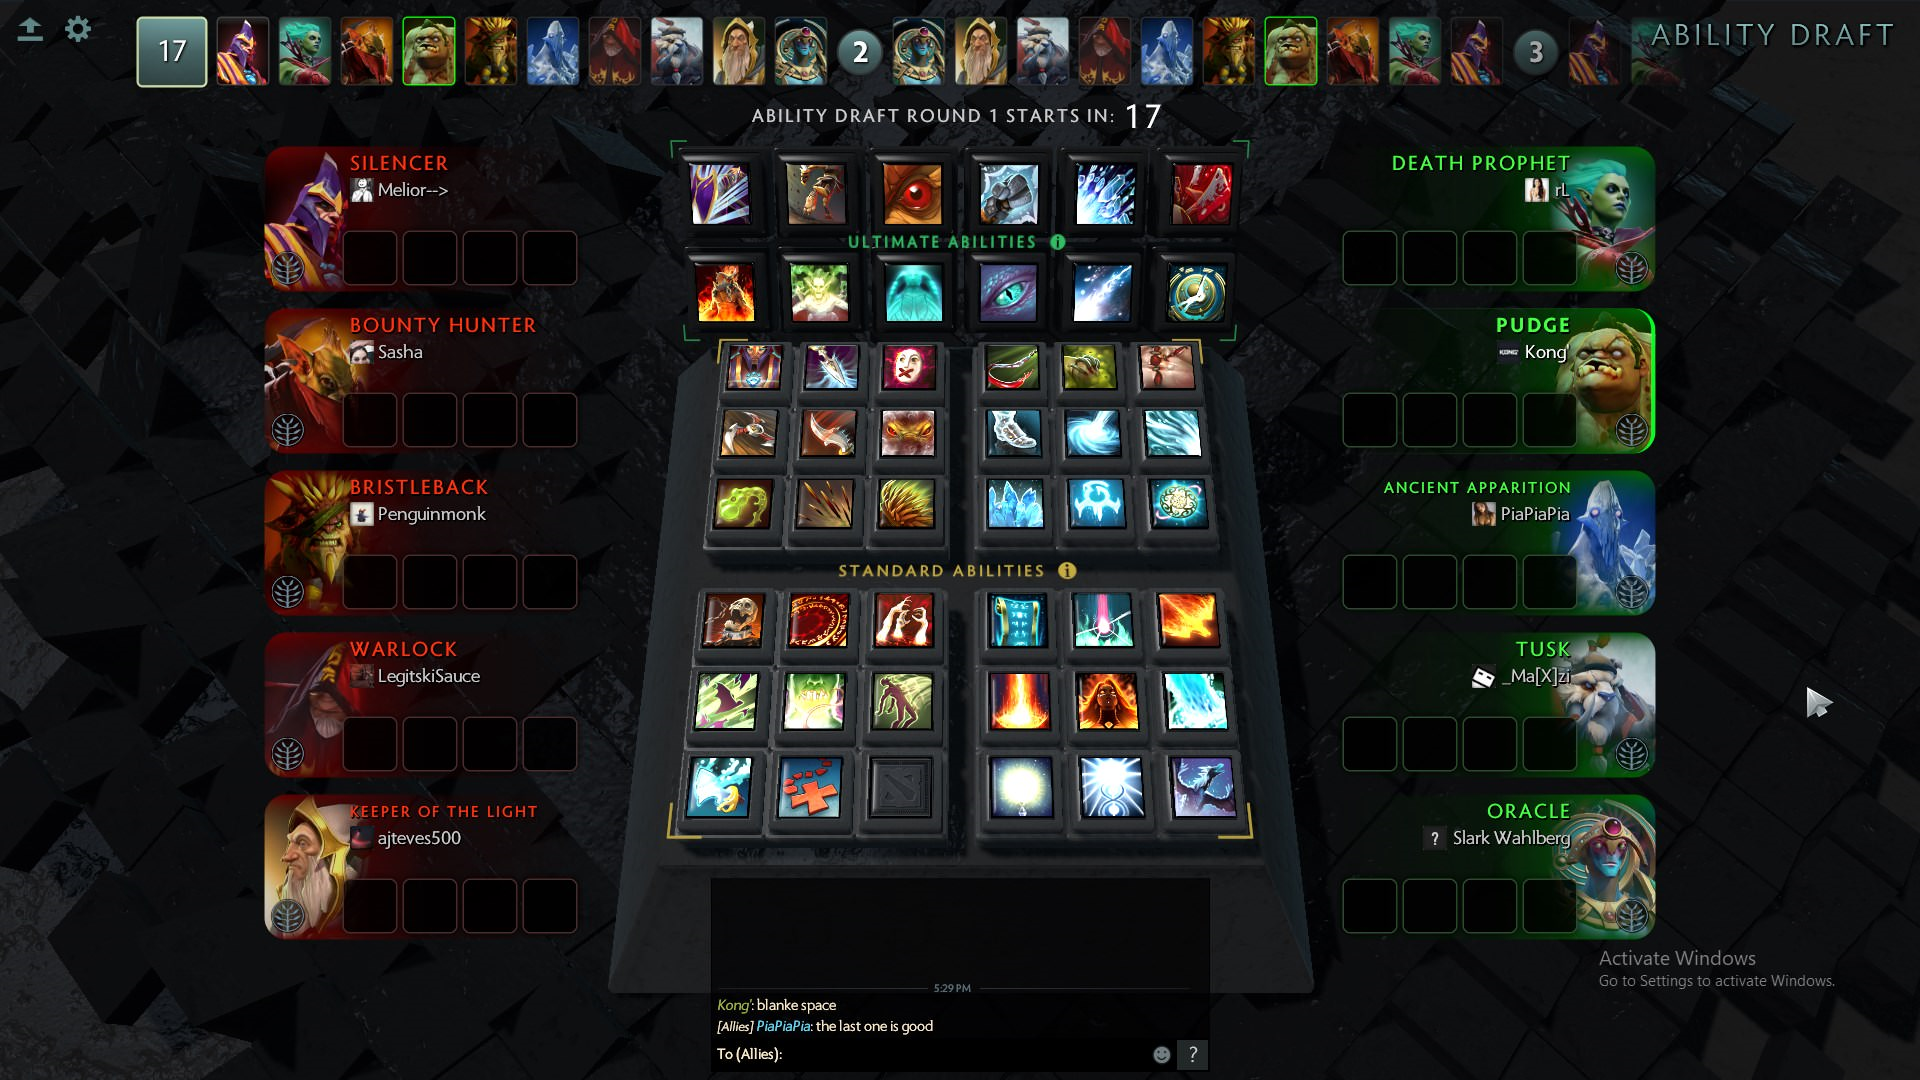 17
2
3
ABILITY DRAFT
ABILITY DRAFT ROUND 1 STARTS IN: 17
SILENCER
Melior-->
BOUNTY HUNTER
Sasha
BRISTLEBACK
Penguinmonk
WARLOCK
LegitskiSauce
KEEPER OF THE LIGHT
ajteves500
ULTIMATE ABILITIES
STANDARD ABILITIES
DEATH PROPHET
rL
PUDGE
KONG'
Kong'
ANCIENT APPARITION
PiaPiaPia
TUSK
_Ma[X]zi
ORACLE
? Slark Wahlberg
5:29 PM
Kong': blanke space
[Allies] PiaPiaPia: the last one is good
To (Allies):
?
Activate Windows
Go to Settings to activate Windows.